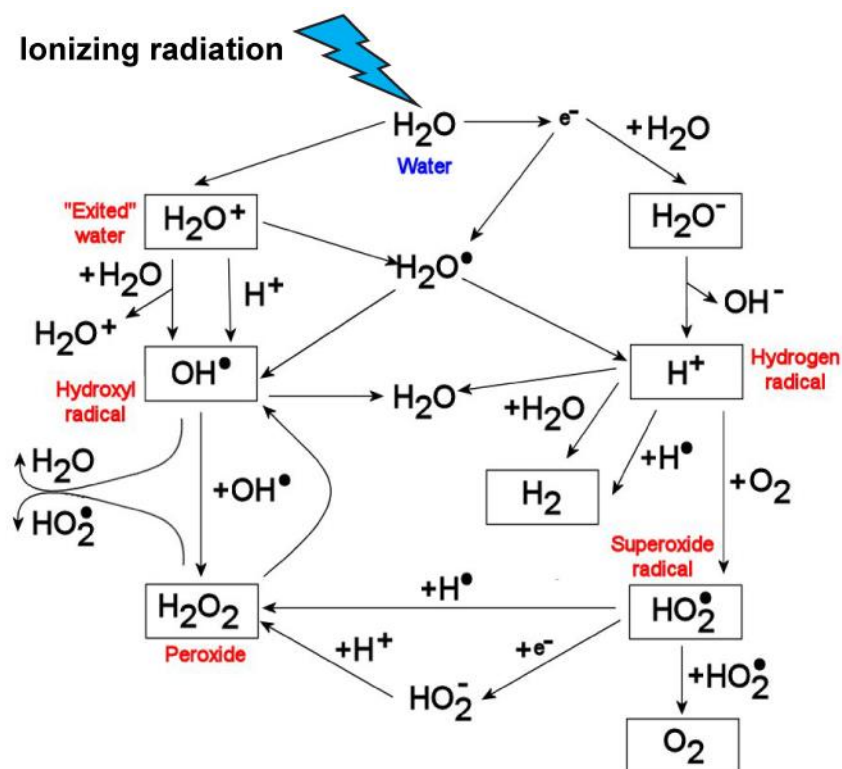 Ionizing radiation
H₂O
e⁻
+H₂O
Water
"Exited"
water
H₂O⁺
H₂O⁻
+H₂O
H⁺
H₂O•
OH⁻
H₂O⁺
OH•
H⁺
Hydrogen
radical
Hydroxyl
radical
H₂O
+H₂O
+H•
H₂O
+OH•
H₂
+O₂
HO₂•
Superoxide
radical
H₂O₂
+H•
HO₂•
Peroxide
+H⁺
+e⁻
HO₂⁻
+HO₂•
O₂